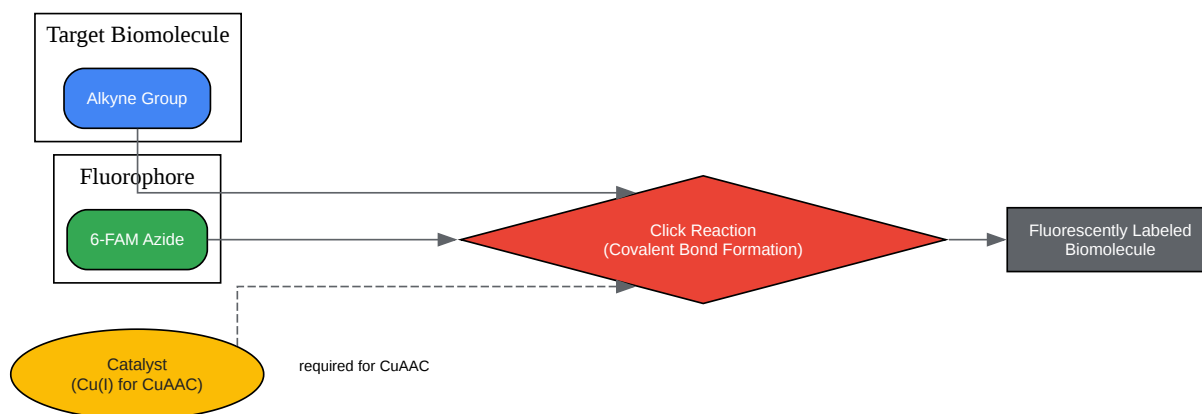 Target Biomolecule
Alkyne Group
Fluorophore
6-FAM Azide
Click Reaction
(Covalent Bond Formation)
Fluorescently Labeled
Biomolecule
Catalyst
(Cu(I) for CuAAC)
required for CuAAC